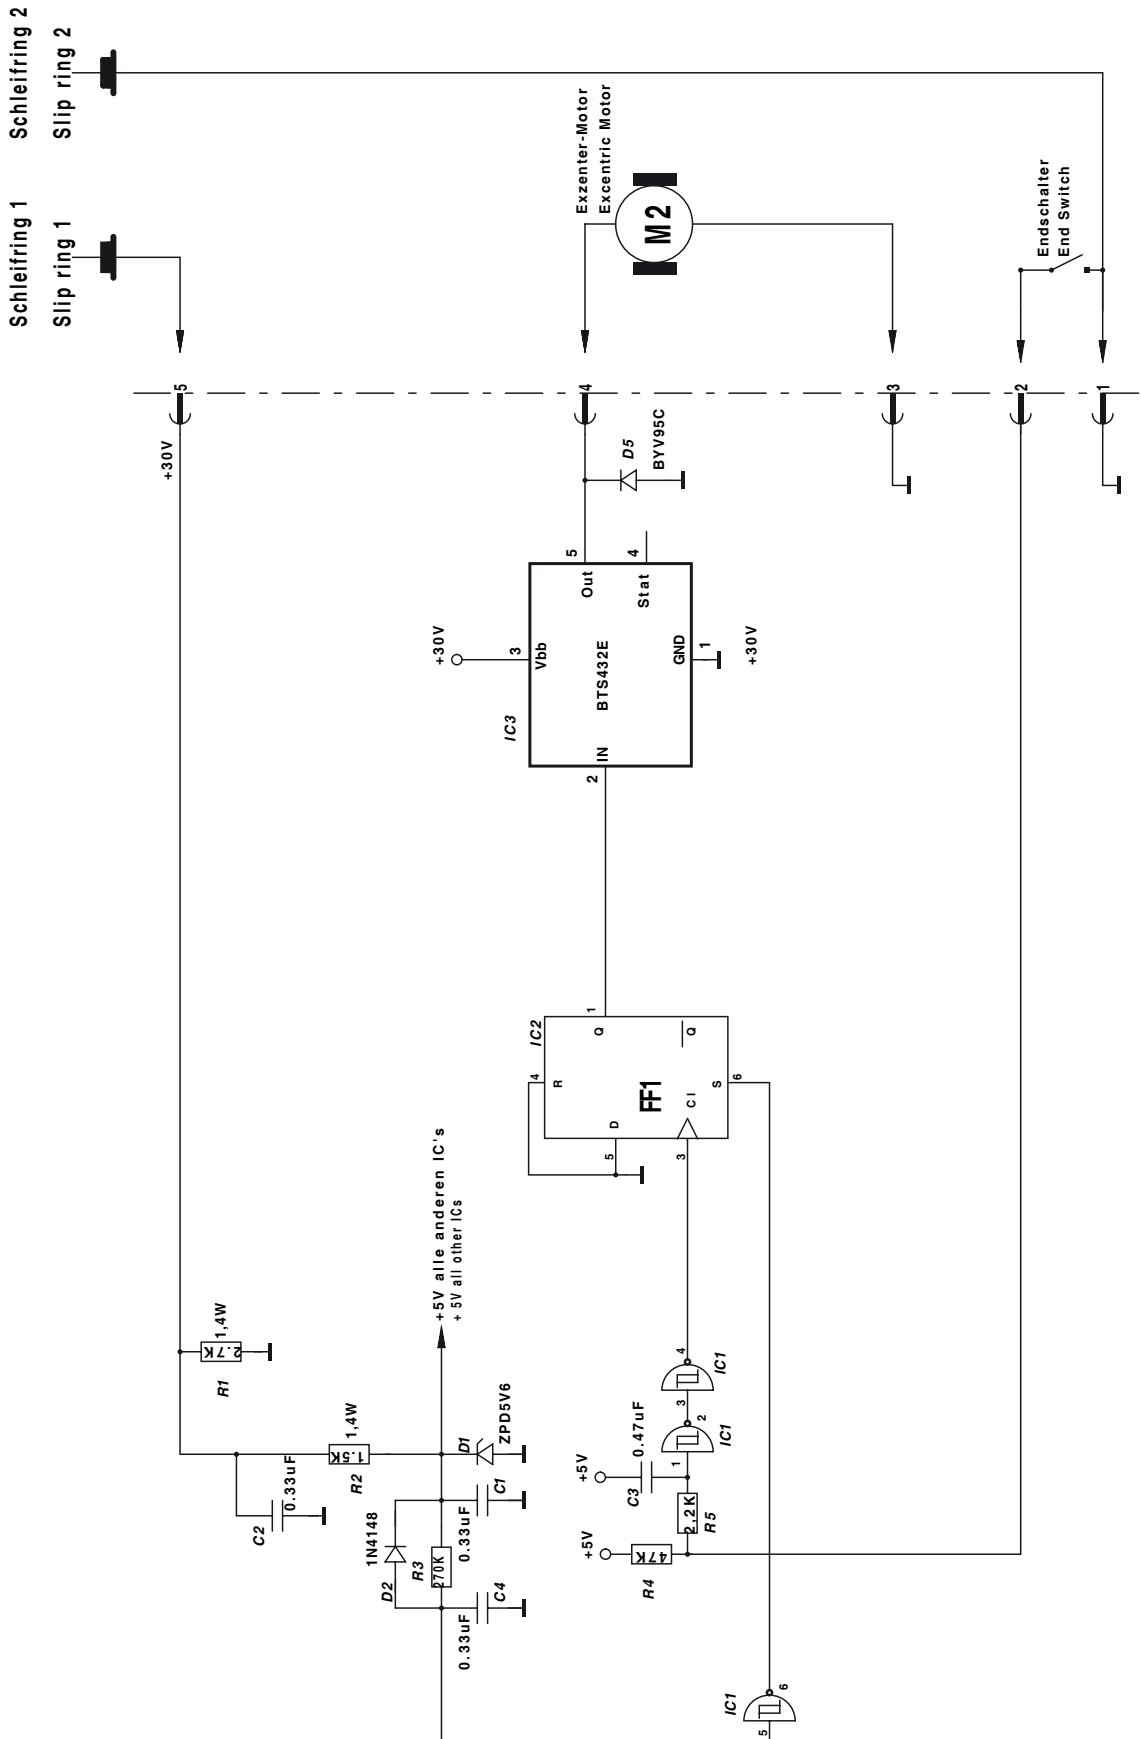 Schleifring 2
Slip ring 2
Schleifring 1
Slip ring 1
Exzenter-Motor
Excentric Motor
M2
Endschalter
End Switch
5
4
3
2
1
+30V
D5
BYV95C
5
4
Out
Stat
+30V
3
Vbb
BTS432E
GND
1
+30V
IC3
IN
2
IC2
1
Q
Q
4
R
FF1
CI
S
6
D
5
3
+5V alle anderen IC's
+ 5V all other ICs
1,4W
2.7K
R1
1,4W
1.5K
R2
0.33uF
C2
D1
ZPD5V6
1N4148
D2
R3
270K
0.33uF
C1
0.33uF
C4
4
IC1
3
2
IC1
1
+5V
0.47uF
C3
2,2K
R5
+5V
47K
R4
IC1
6
5